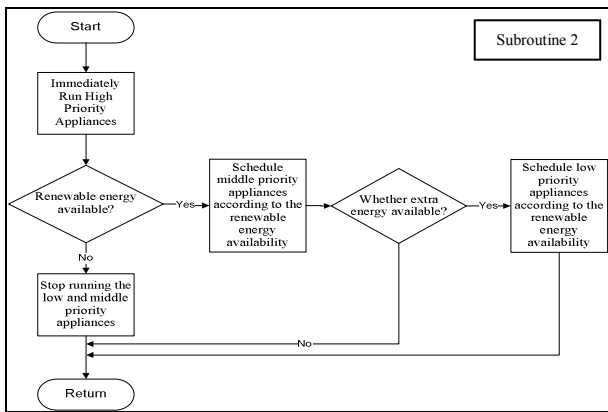 Start
Subroutine 2
Immediately
Run High
Priority
Appliances
Renewable energy
available?
Yes
Schedule
middle priority
appliances
according to the
renewable
energy
availability
Whether extra
energy available?
Yes
Schedule low
priority
appliances
according to the
renewable
energy
availability
No
Stop running the
low and middle
priority
appliances
No
Return